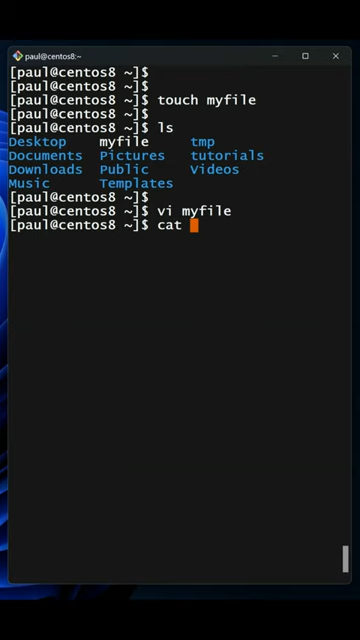 paul@centos8:~
[paul@centos8 ~]$
[paul@centos8 ~]$
[paul@centos8 ~]$ touch myfile
[paul@centos8 ~]$
[paul@centos8 ~]$ ls
Desktop myfile tmp
Documents Pictures tutorials
Downloads Public Videos
Music Templates
[paul@centos8 ~]$
[paul@centos8 ~]$ vi myfile
[paul@centos8 ~]$ cat